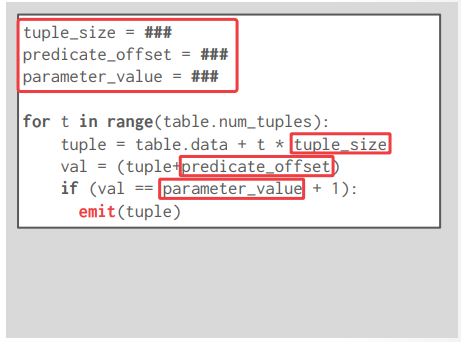 tuple_size = ###
predicate_offset = ###
parameter_value = ###
for t in range(table.num_tuples):
tuple = table.data + t * tuple_size
val = (tuple+predicate_offset)
if (val == parameter_value + 1):
emit(tuple)